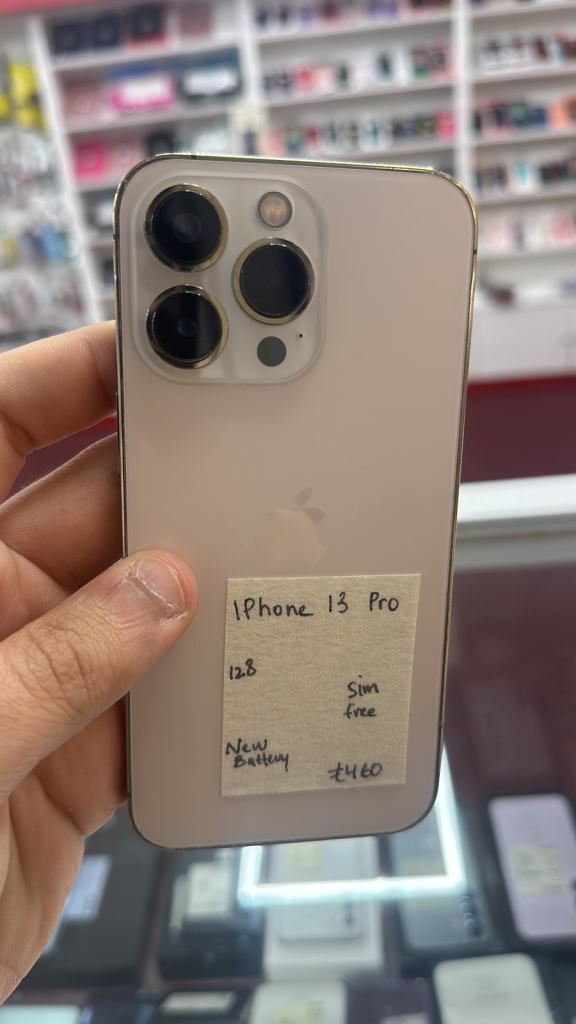 IPhone 13 Pro
128
Sim
free
New
Battery
£460